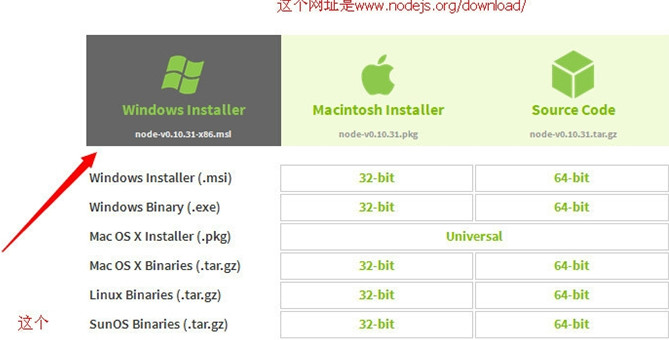 这个网址是www.nodejs.org/download/
Windows Installer
Macintosh Installer
Source Code
node-v0.10.31-x86.msi
node-v0.10.31.pkg
node-v0.10.31.tar.gz
Windows Installer (.msi) 32-bit 64-bit
Windows Binary (.exe) 32-bit 64-bit
Mac OS X Installer (.pkg) Universal
Mac OS X Binaries (.tar.gz) 32-bit 64-bit
Linux Binaries (.tar.gz) 32-bit 64-bit
这个
SunOS Binaries (.tar.gz) 32-bit 64-bit